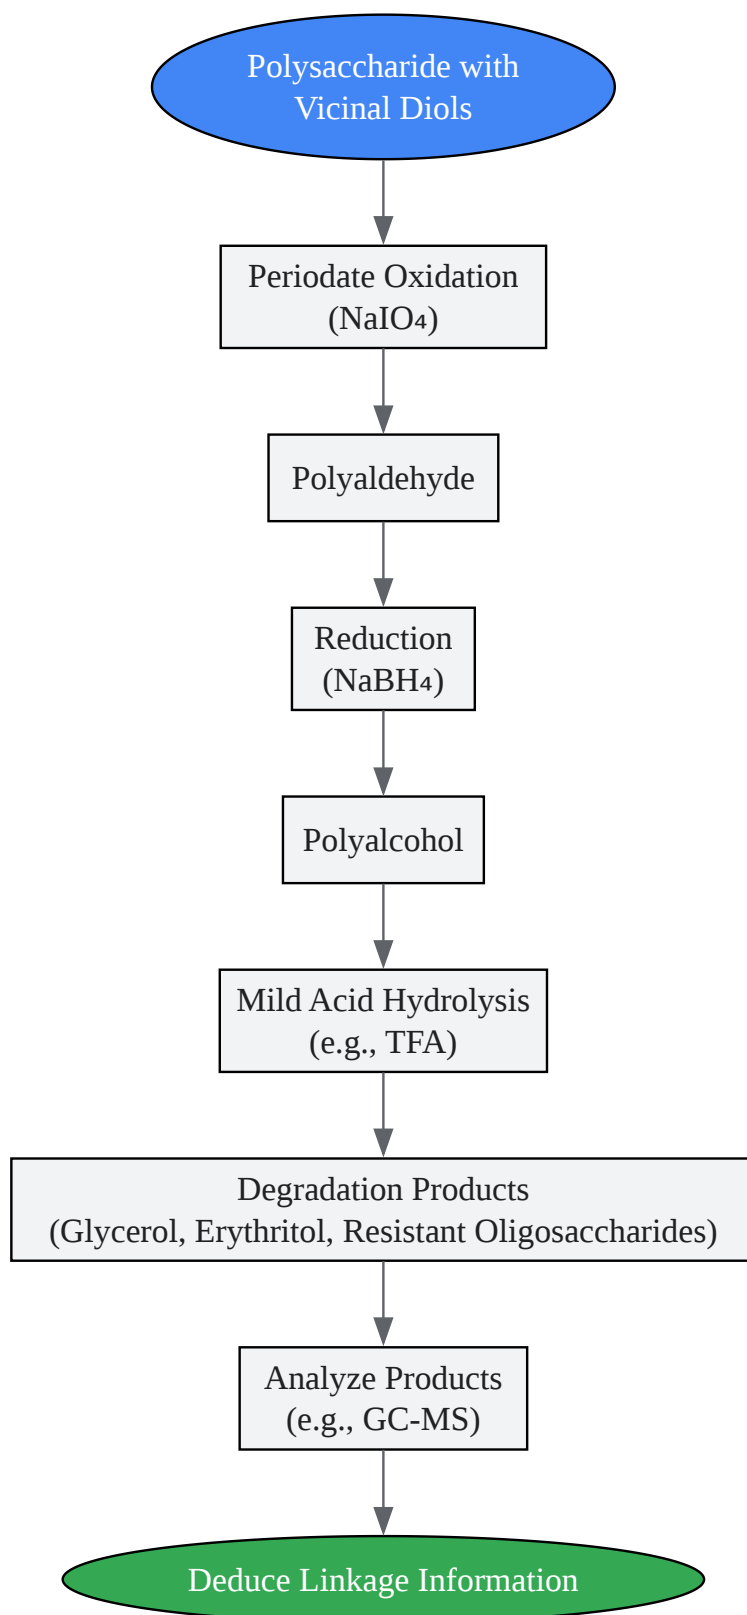 Polysaccharide with
Vicinal Diols
Periodate Oxidation
(NaIO₄)
Polyaldehyde
Reduction
(NaBH₄)
Polyalcohol
Mild Acid Hydrolysis
(e.g., TFA)
Degradation Products
(Glycerol, Erythritol, Resistant Oligosaccharides)
Analyze Products
(e.g., GC-MS)
Deduce Linkage Information